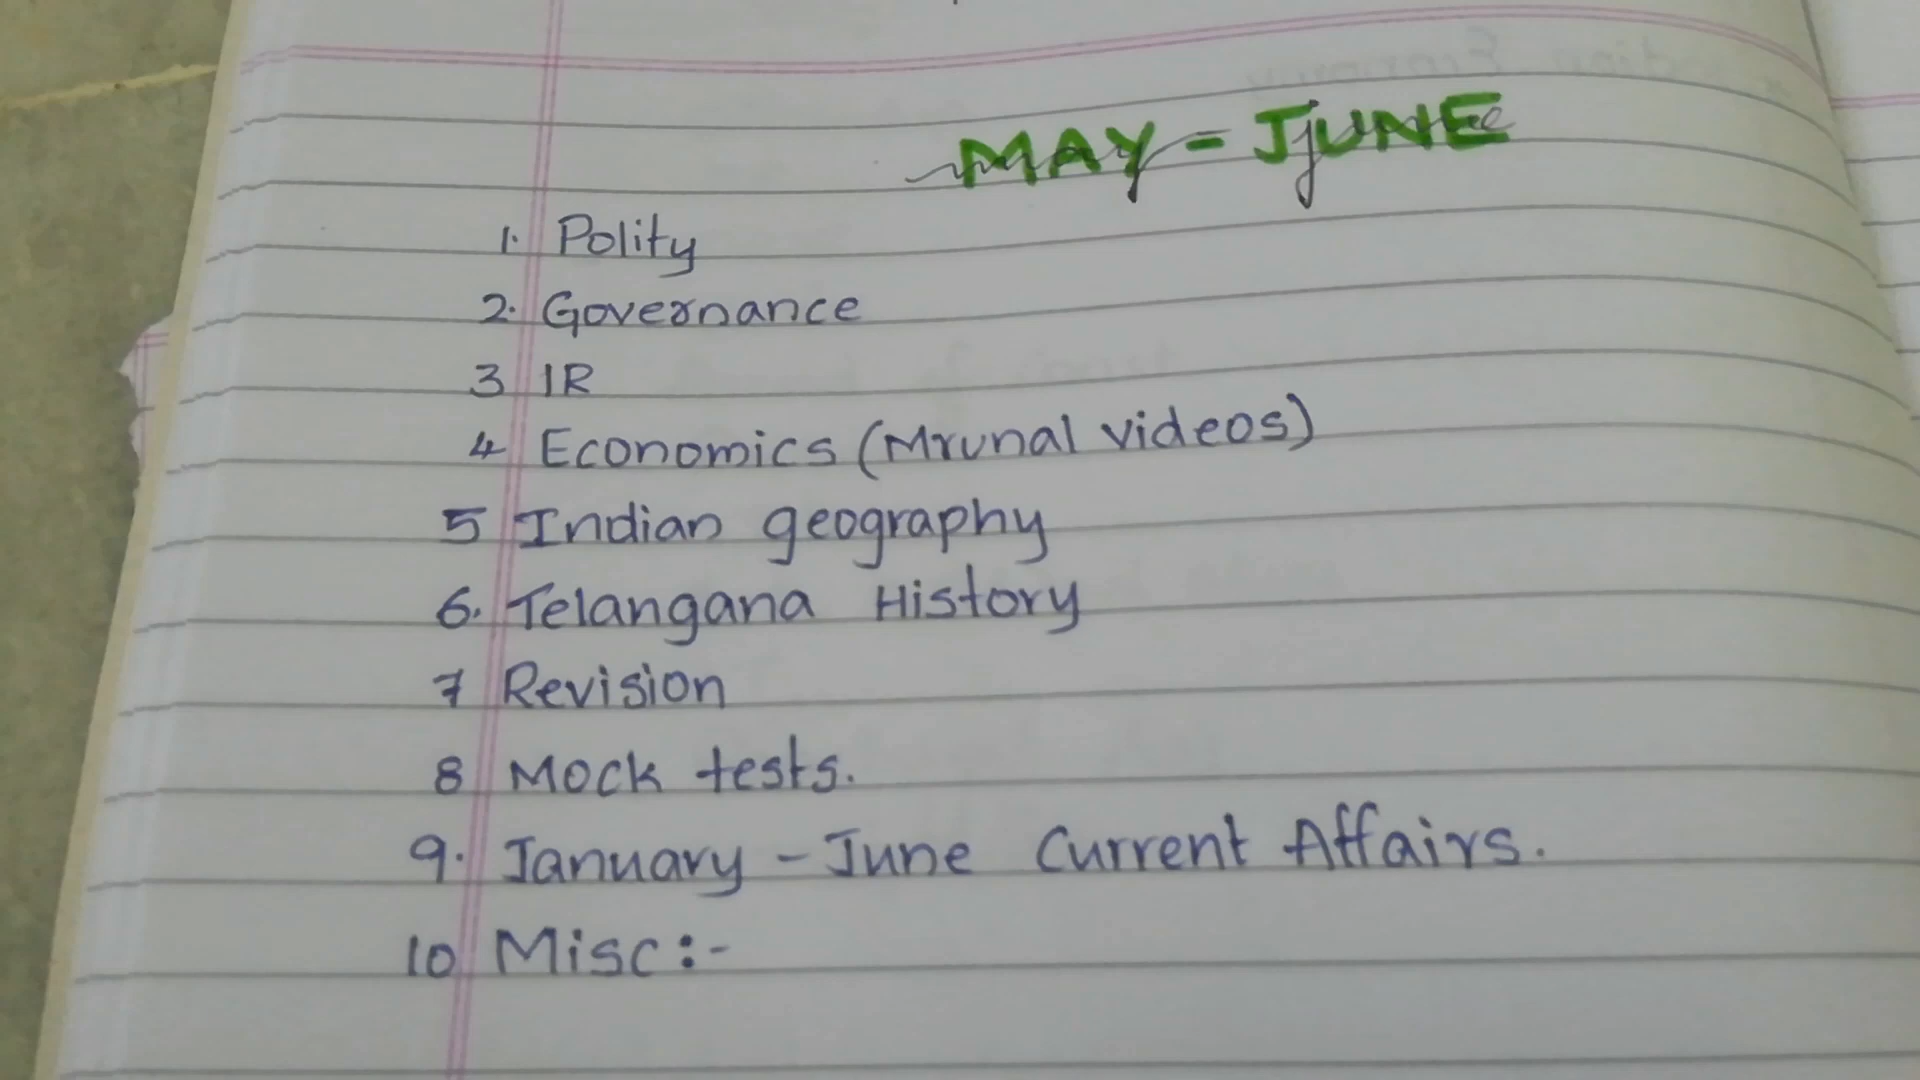 MAY - JUNE
1. Polity
2. Governance
3 IR
4 Economics (Mrunal videos)
5 Indian geography
6. Telangana History
7 Revision
8 Mock tests.
9. January - June Current Affairs.
10 Misc :-